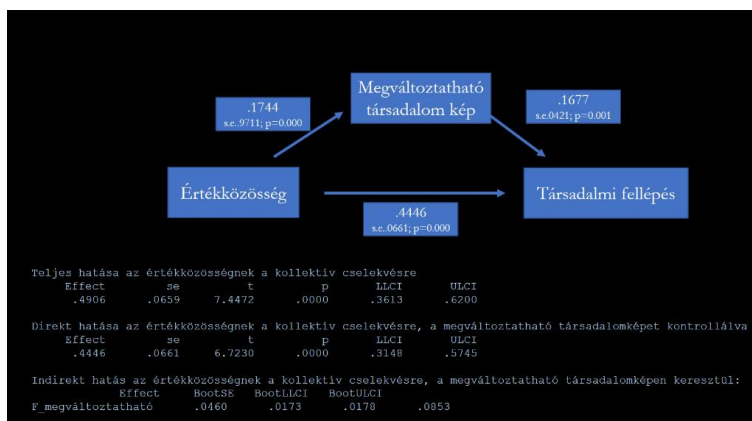 Megváltoztatható
társadalom kép
.1744
s.e..9711; p=0.000
.1677
s.e.0421; p=0.001
Értékközösség
Társadalmi fellépés
.4446
s.e..0661; p=0.000
Teljes hatása az értékközösségnek a kollektív cselekvésre
Effect se t p LLCI ULCI
.4906 .0659 7.4472 .0000 .3613 .6200
Direkt hatása az értékközösségnek a kollektív cselekvésre, a megváltoztatható társadalomképet kontrollálva
Effect se t p LLCI ULCI
.4446 .0661 6.7230 .0000 .3148 .5745
Indirekt hatás az értékközösségnek a kollektív cselekvésre, a megváltoztatható társadalomképen keresztül:
Effect BootSE BootLLCI BootULCI
F_megváltoztatható .0460 .0173 .0178 .0853